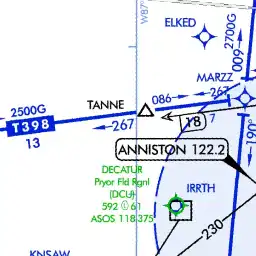 W87°
ELKED
2700G
009
MARZZ
086
267
TANNE
2500G
T398
267
18
7
13
190°
ANNISTON 122.2
DECATUR
Pryor Fld Rgnl
(DCU)
592 61
ASOS 118.375
IRRTH
230
KNSAW